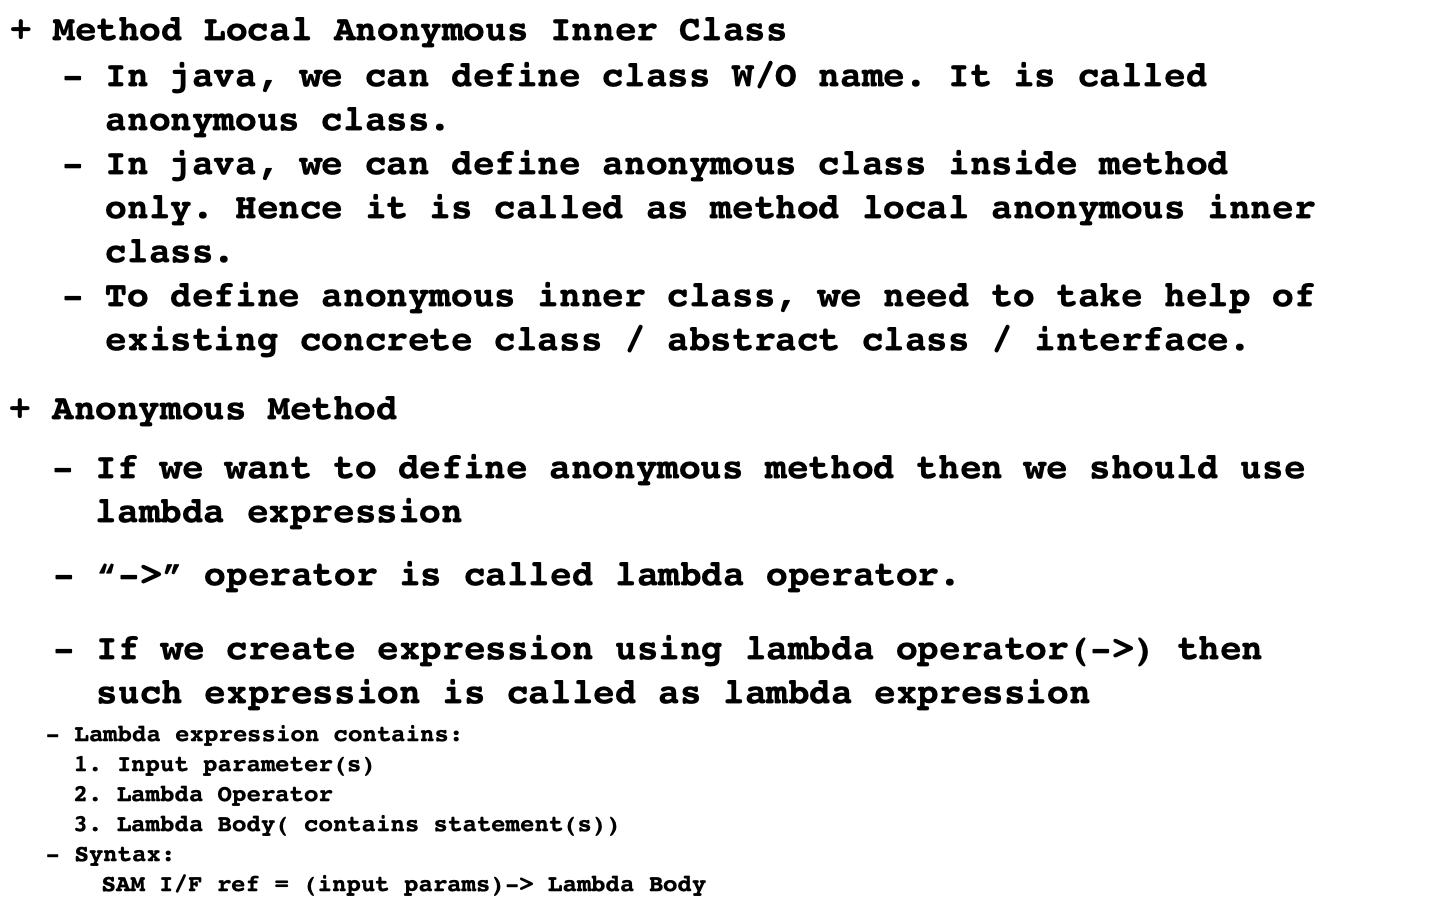 + Method Local Anonymous Inner Class
- In java, we can define class W/O name. It is called
anonymous class.
- In java, we can define anonymous class inside method
only. Hence it is called as method local anonymous inner
class.
- To define anonymous inner class, we need to take help of
existing concrete class / abstract class / interface.
+ Anonymous Method
- If we want to define anonymous method then we should use
lambda expression
- “->” operator is called lambda operator.
- If we create expression using lambda operator(->) then
such expression is called as lambda expression
- Lambda expression contains:
1. Input parameter(s)
2. Lambda Operator
3. Lambda Body( contains statement(s))
- Syntax:
SAM I/F ref = (input params)-> Lambda Body